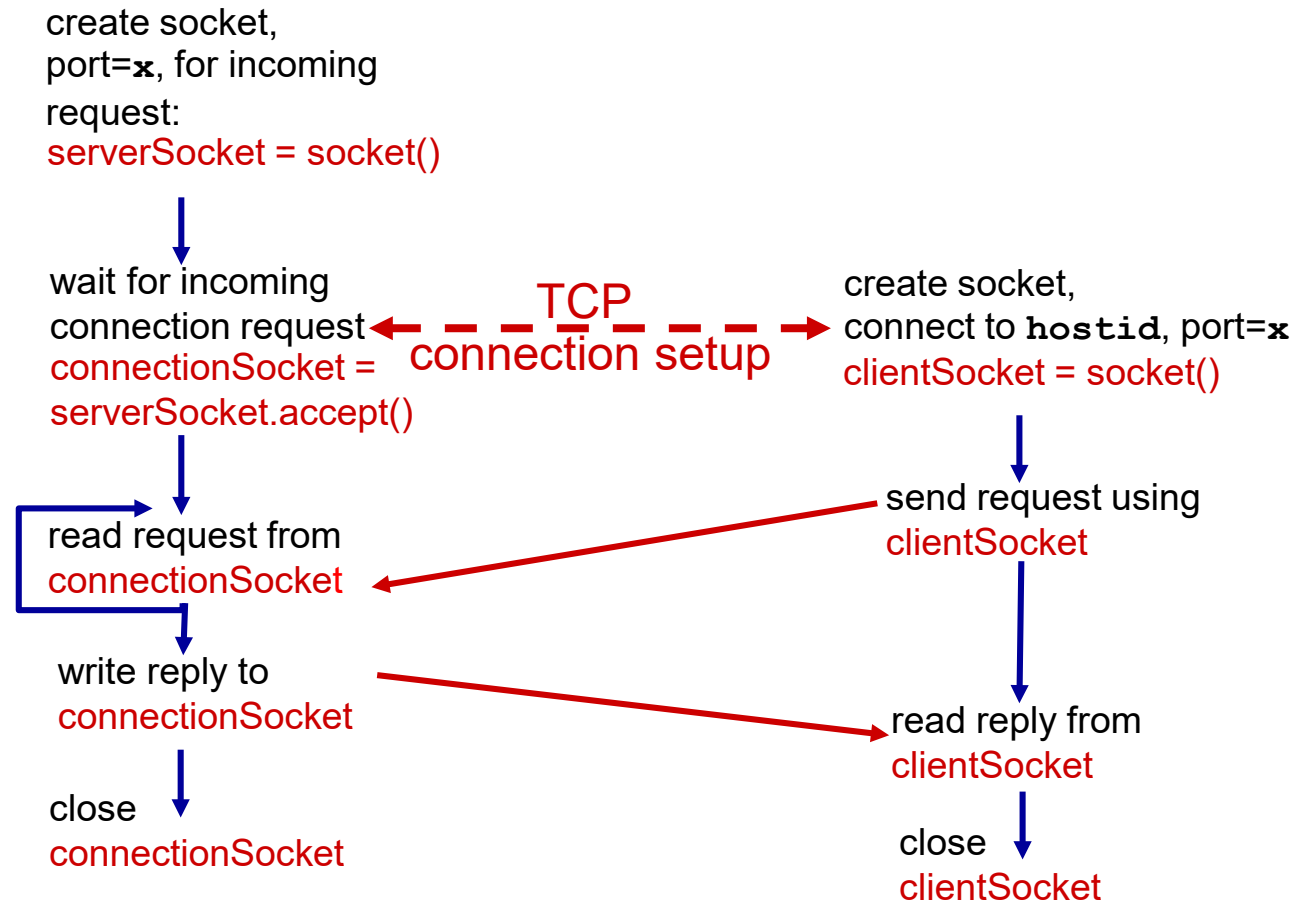 create socket,
port=x, for incoming
request:
serverSocket = socket()
wait for incoming
connection request
connectionSocket =
serverSocket.accept()
TCP
connection setup
create socket,
connect to hostid, port=x
clientSocket = socket()
read request from
connectionSocket
send request using
clientSocket
write reply to
connectionSocket
read reply from
clientSocket
close
connectionSocket
close
clientSocket